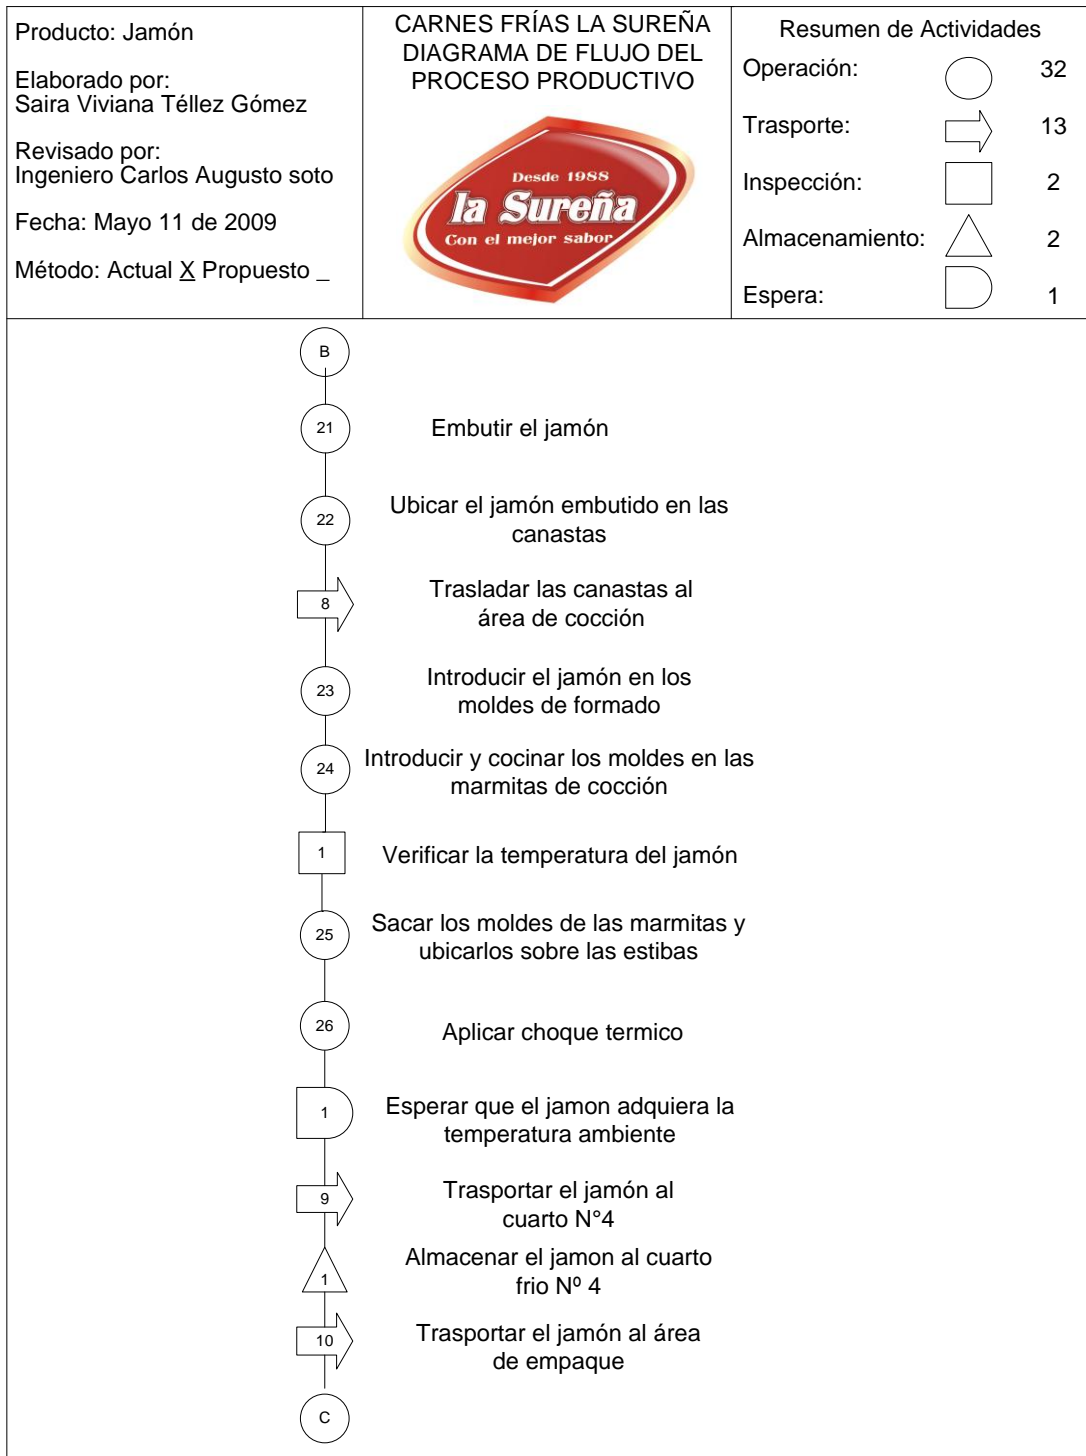 Producto: Jamón
Elaborado por:
Saira Viviana Téllez Gómez
Revisado por:
Ingeniero Carlos Augusto soto
Fecha: Mayo 11 de 2009
Método: Actual X Propuesto _
CARNES FRÍAS LA SUREÑA
DIAGRAMA DE FLUJO DEL
PROCESO PRODUCTIVO
Desde 1988
la Sureña
Con el mejor sabor
Resumen de Actividades
Operación: 32
Trasporte: 13
Inspección: 2
Almacenamiento: 2
Espera: 1
B
21 Embutir el jamón
22 Ubicar el jamón embutido en las
canastas
8 Trasladar las canastas al
área de cocción
23 Introducir el jamón en los
moldes de formado
24 Introducir y cocinar los moldes en las
marmitas de cocción
1 Verificar la temperatura del jamón
25 Sacar los moldes de las marmitas y
ubicarlos sobre las estibas
26 Aplicar choque termico
1 Esperar que el jamon adquiera la
temperatura ambiente
9 Trasportar el jamón al
cuarto N°4
1 Almacenar el jamon al cuarto
frio Nº 4
10 Trasportar el jamón al área
de empaque
C